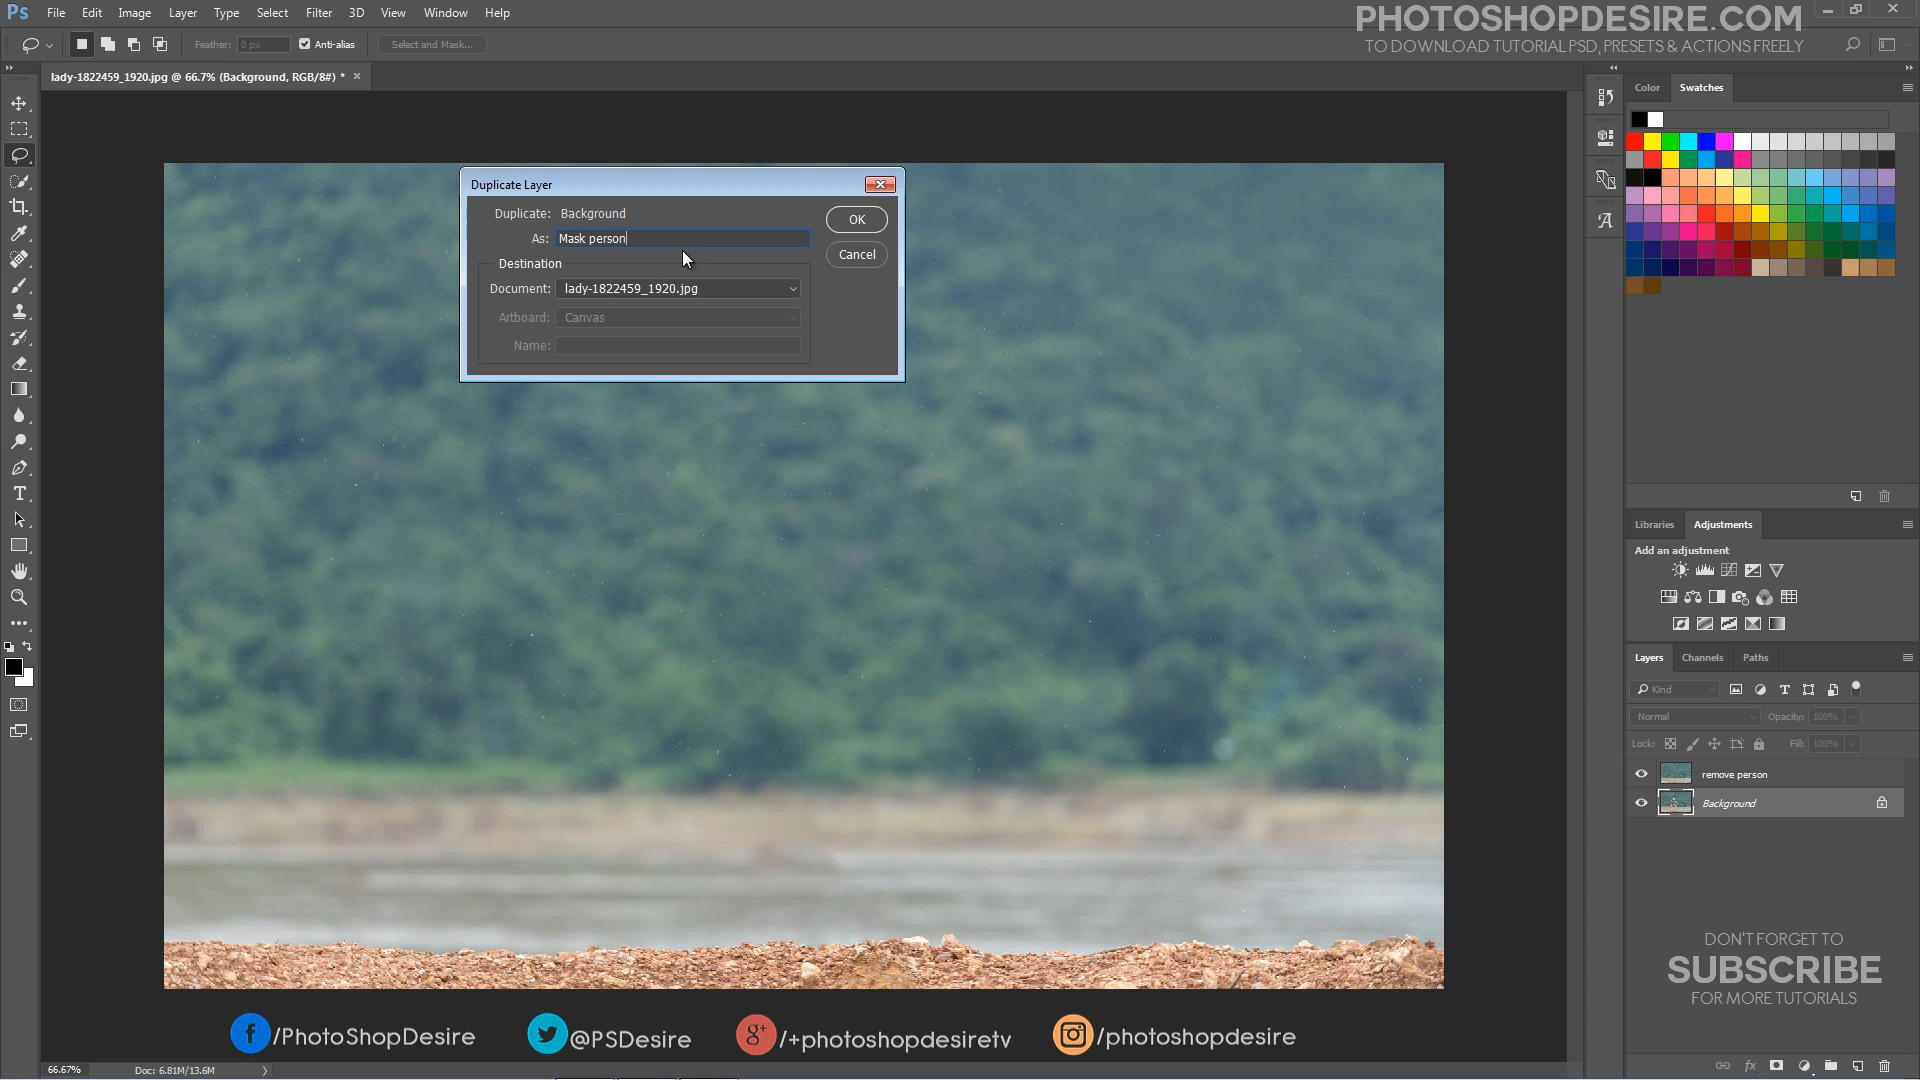 Ps File Edit Image Layer Type Select Filter 3D View Window Help
PHOTOSHOPDESIRE.COM
TO DOWNLOAD TUTORIAL PSD, PRESETS & ACTIONS FREELY
Feather: 0 px Anti-alias Select and Mask...
lady-1822459_1920.jpg @ 66.7% (Background, RGB/8#) *
Color Swatches
Duplicate Layer
Duplicate: Background
OK
As: Mask person
Cancel
Destination
Document: lady-1822459_1920.jpg
Artboard: Canvas
Name:
Libraries Adjustments
Add an adjustment
Layers Channels Paths
Kind
Normal Opacity: 100%
Lock: Fill: 100%
remove person
Background
DON'T FORGET TO
SUBSCRIBE
FOR MORE TUTORIALS
/PhotoShopDesire @PSDesire g+ /+photoshopdesiretv /photoshopdesire
66.67% Doc: 6.81M/13.6M
fx